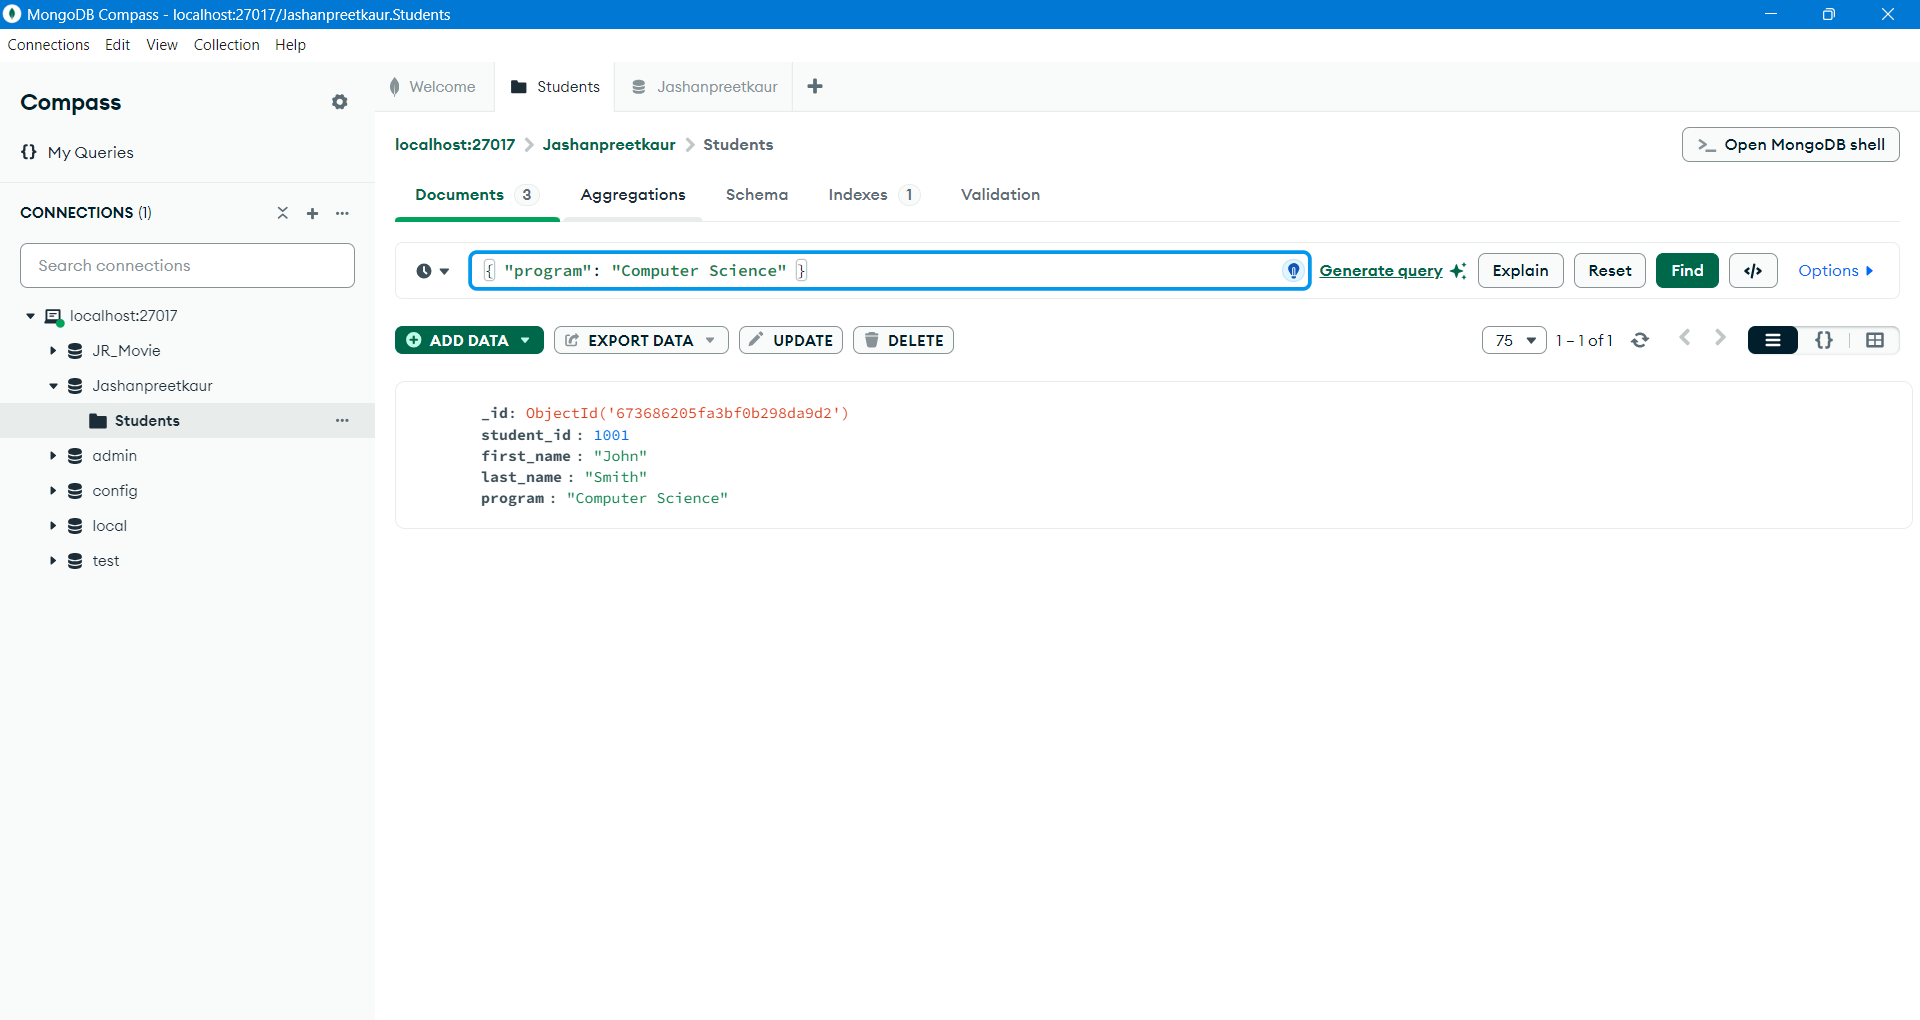 MongoDB Compass - localhost:27017/Jashanpreetkaur.Students
Connections Edit View Collection Help
Compass
{} My Queries
CONNECTIONS (1)
Search connections
localhost:27017
JR_Movie
Jashanpreetkaur
Students
admin
config
local
test
Welcome Students Jashanpreetkaur
localhost:27017 > Jashanpreetkaur > Students
>_ Open MongoDB shell
Documents 3 Aggregations Schema Indexes 1 Validation
{ "program": "Computer Science" }
Generate query Explain Reset Find </> Options
ADD DATA EXPORT DATA UPDATE DELETE
75 1 – 1 of 1 {}
_id: ObjectId('673686205fa3bf0b298da9d2')
student_id : 1001
first_name : "John"
last_name : "Smith"
program : "Computer Science"